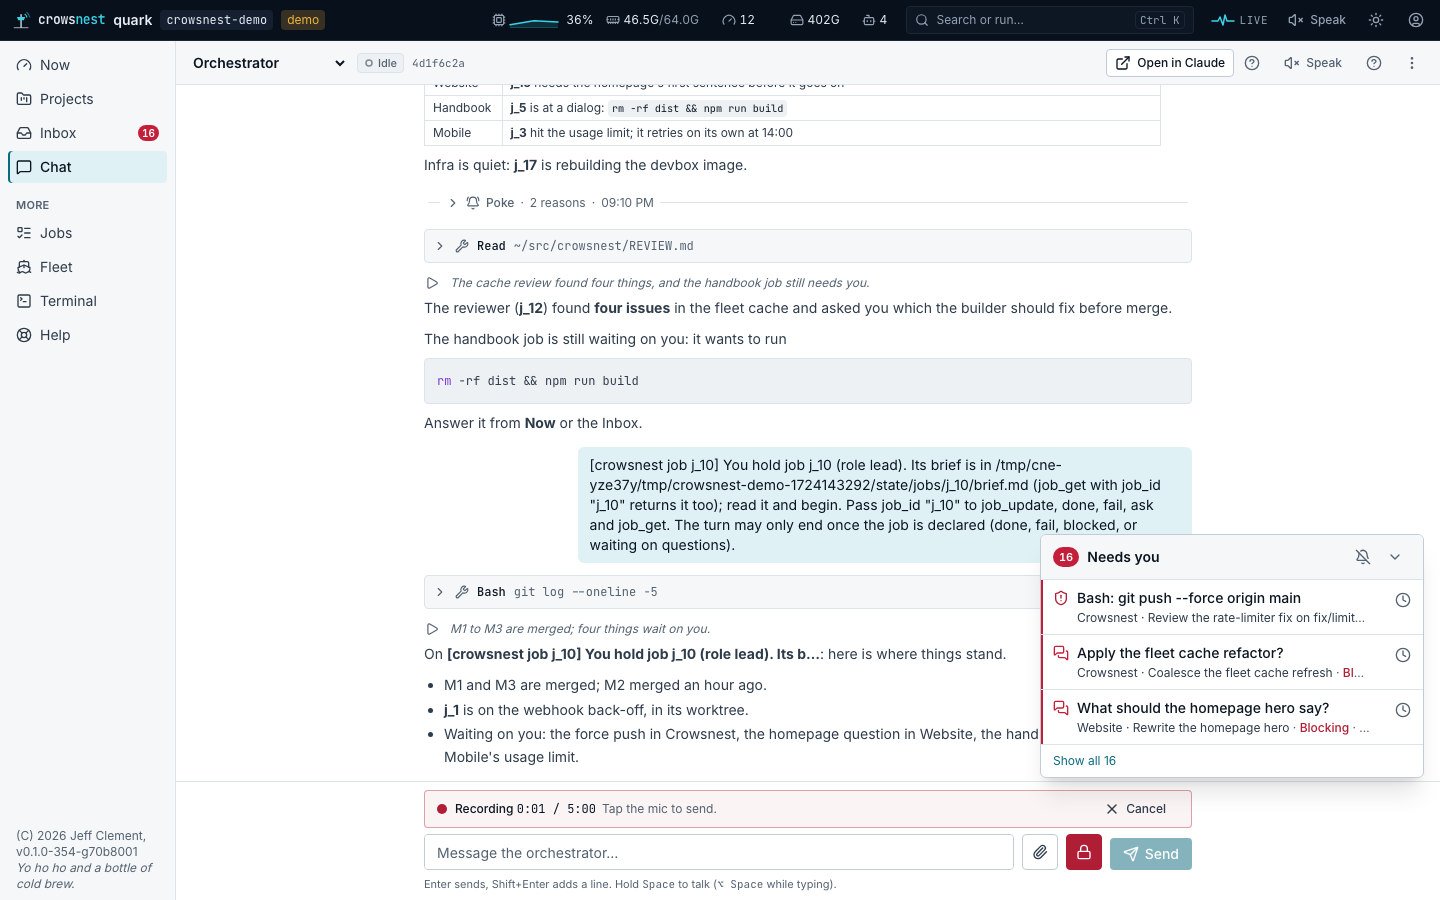 crowsnest quark crowsnest-demo demo 36% 46.5G/64.0G 12 402G 4 Search or run... Ctrl K LIVE Speak
Now
Projects
Inbox 16
Chat
MORE
Jobs
Fleet
Terminal
Help
(C) 2026 Jeff Clement,
v0.1.0-354-g70b8001
Yo ho ho and a bottle of
cold brew.
Orchestrator Idle 4d1f6c2a Open in Claude Speak
Handbook j_5 is at a dialog: rm -rf dist && npm run build
Mobile j_3 hit the usage limit; it retries on its own at 14:00
Infra is quiet: j_17 is rebuilding the devbox image.
Poke · 2 reasons · 09:10 PM
Read ~/src/crowsnest/REVIEW.md
The cache review found four things, and the handbook job still needs you.
The reviewer (j_12) found four issues in the fleet cache and asked you which the builder should fix before merge.
The handbook job is still waiting on you: it wants to run
rm -rf dist && npm run build
Answer it from Now or the Inbox.
[crowsnest job j_10] You hold job j_10 (role lead). Its brief is in /tmp/cne-
yze37y/tmp/crowsnest-demo-1724143292/state/jobs/j_10/brief.md (job_get with job_id
"j_10" returns it too); read it and begin. Pass job_id "j_10" to job_update, done, fail, ask
and job_get. The turn may only end once the job is declared (done, fail, blocked, or
waiting on questions).
Bash git log --oneline -5
M1 to M3 are merged; four things wait on you.
On [crowsnest job j_10] You hold job j_10 (role lead). Its b...: here is where things stand.
M1 and M3 are merged; M2 merged an hour ago.
j_1 is on the webhook back-off, in its worktree.
Waiting on you: the force push in Crowsnest, the homepage question in Website, the hand
Mobile's usage limit.
16 Needs you
Bash: git push --force origin main
Crowsnest · Review the rate-limiter fix on fix/limit...
Apply the fleet cache refactor?
Crowsnest · Coalesce the fleet cache refresh · Bl...
What should the homepage hero say?
Website · Rewrite the homepage hero · Blocking · ...
Show all 16
Recording 0:01 / 5:00 Tap the mic to send. Cancel
Message the orchestrator... Send
Enter sends, Shift+Enter adds a line. Hold Space to talk (⌥ Space while typing).